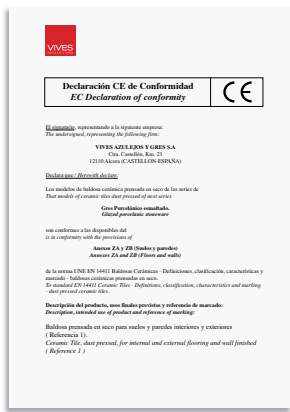 VIVES
Declaración CE de Conformidad
EC Declaration of conformity
CE
El signatario, representando a la siguiente empresa:
The undersigned, representing the following firm:
VIVES AZULEJOS Y GRES S.A
Ctra. Castellón, Km. 23
12110 Alcora (CASTELLON-ESPAÑA)
Declara que / Herewith declare:
Los modelos de baldosa cerámica prensada en seco de las series de
That models of ceramic tiles dust pressed of next series
Gres Porcelánico esmaltado.
Glazed porcelanic stoneware
son conformes a las disponibles del
is in conformity with the provisions of
Anexos ZA y ZB (Suelos y paredes)
Annexes ZA and ZB (Floors and walls)
de la norma UNE EN 14411 Baldosas Cerámicas - Definiciones, clasificación, características y
marcado - baldosas cerámicas prensadas en seco.
To standard EN 14411 Ceramic Tiles - Definitions, classification, characteristics and marking
- dust pressed ceramic tiles.
Descripción del producto, usos finales previstos y referencia de marcado:
Description, intended use of product and reference of marking:
Baldosa prensada en seco para suelos y paredes interiores y exteriores
( Referencia 1).
Ceramic Tile, dust pressed, for internal and external flooring and wall finished
( Reference 1 )